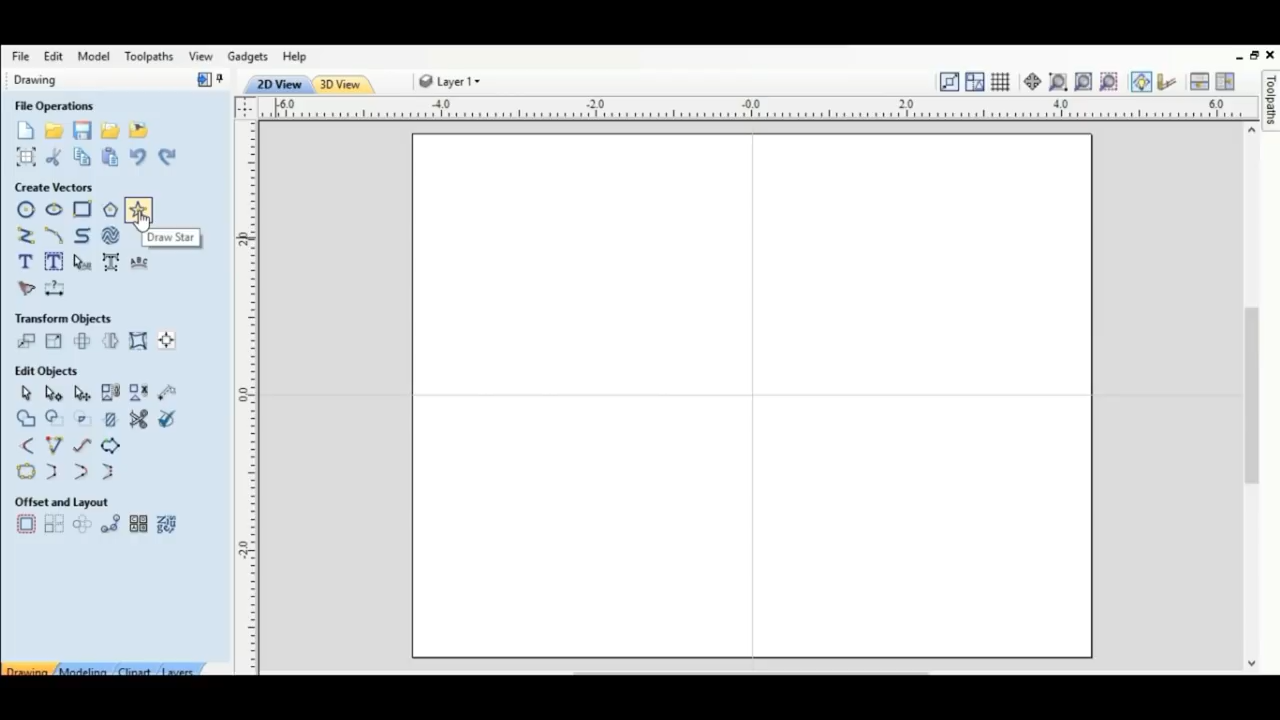 File Edit Model Toolpaths View Gadgets Help
Drawing
2D View 3D View Layer 1
Toolpaths
-6.0 -4.0 -2.0 -0.0 2.0 4.0 6.0
File Operations
Create Vectors
Draw Star
2.0
T T
ABC
Transform Objects
Edit Objects
0.0
Offset and Layout
-2.0
Drawing Modeling Clipart Layers